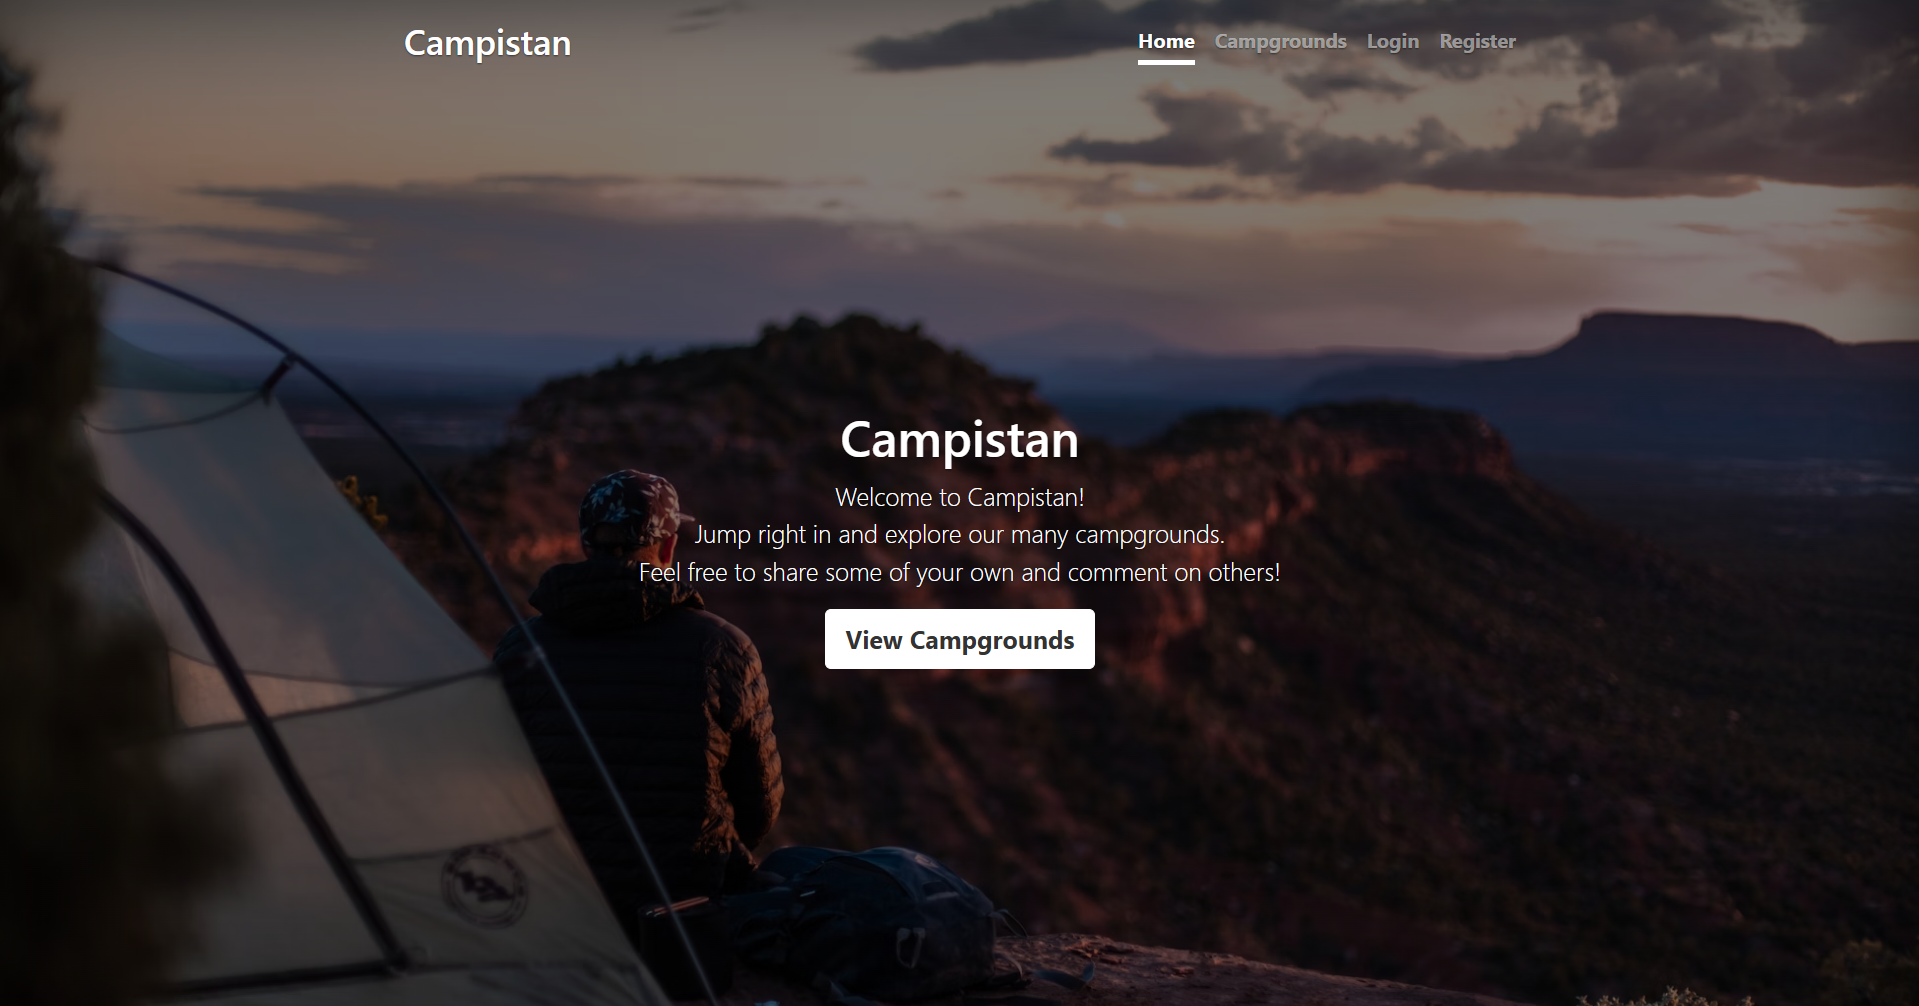 Campistan
Home Campgrounds Login Register
Campistan
Welcome to Campistan!
Jump right in and explore our many campgrounds.
Feel free to share some of your own and comment on others!
View Campgrounds